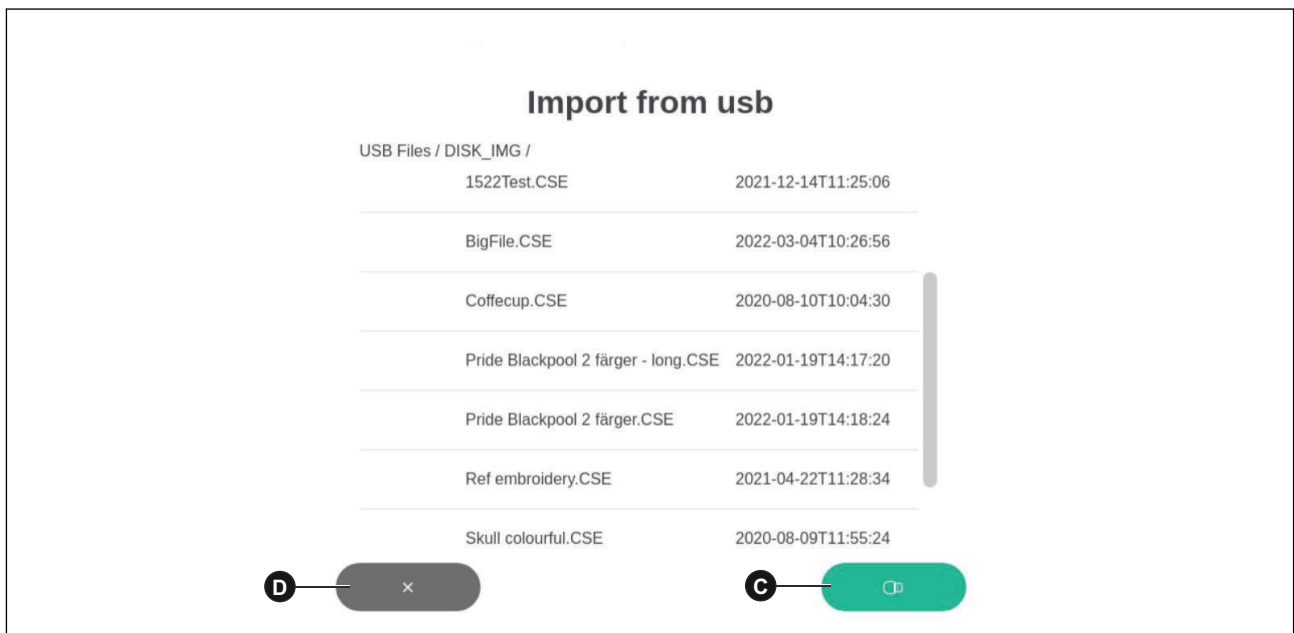 Import from usb
USB Files / DISK_IMG /
1522Test.CSE 2021-12-14T11:25:06
BigFile.CSE 2022-03-04T10:26:56
Coffecup.CSE 2020-08-10T10:04:30
Pride Blackpool 2 färger - long.CSE 2022-01-19T14:17:20
Pride Blackpool 2 färger.CSE 2022-01-19T14:18:24
Ref embroidery.CSE 2021-04-22T11:28:34
Skull colourful.CSE 2020-08-09T11:55:24
D × C